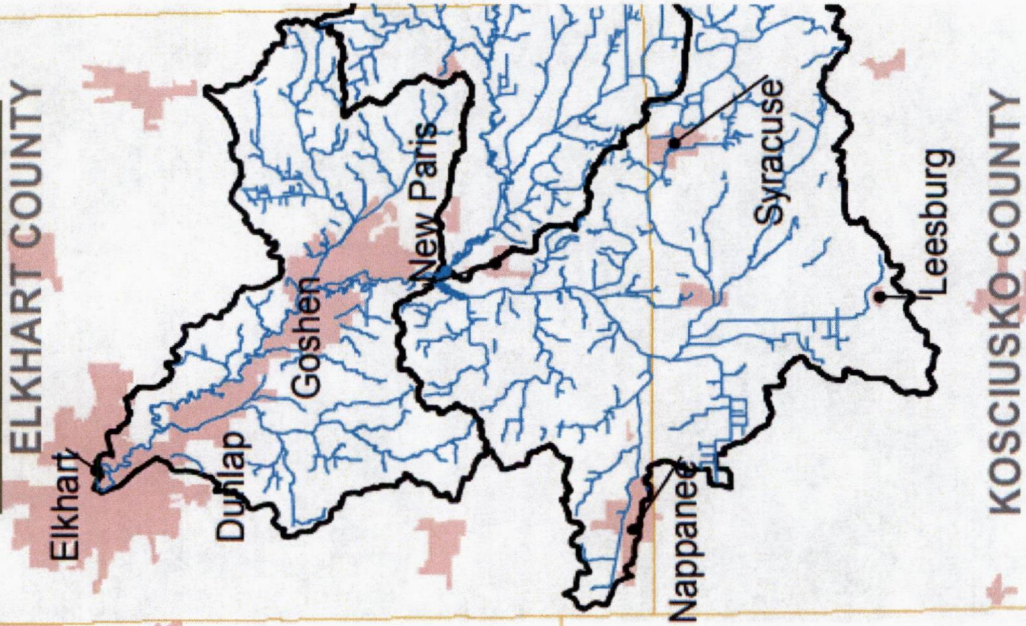 ELKHART COUNTY
Elkhart
Dunlap
Goshen
New Paris
Nappanee
Syracuse
Leesburg
KOSCIUSKO COUNTY